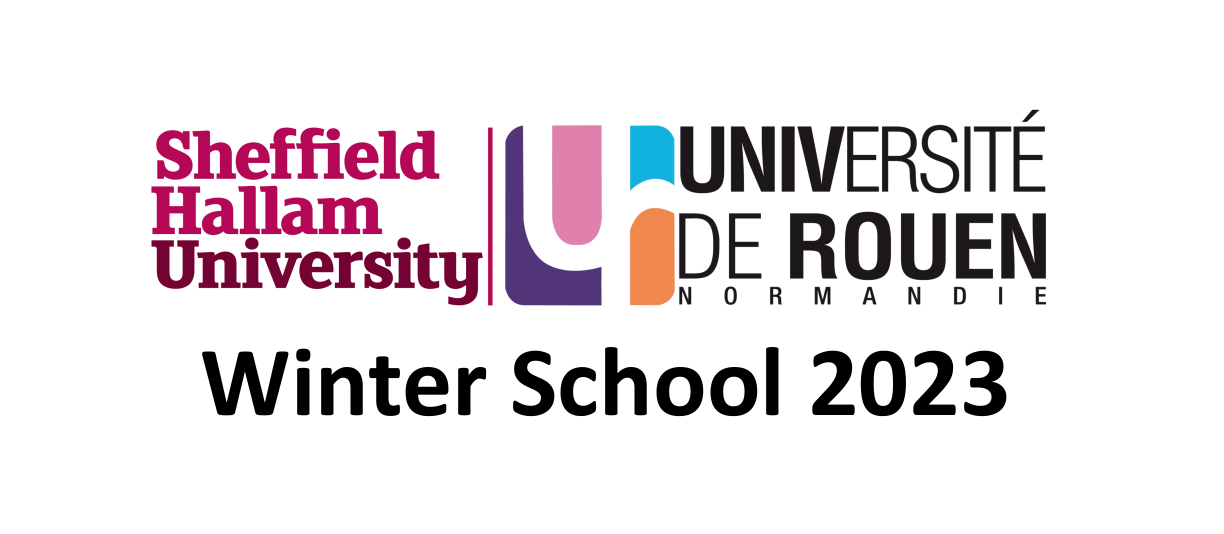 Sheffield
Hallam
University
UNIVERSITÉ
DE ROUEN
NORMANDIE
Winter School 2023